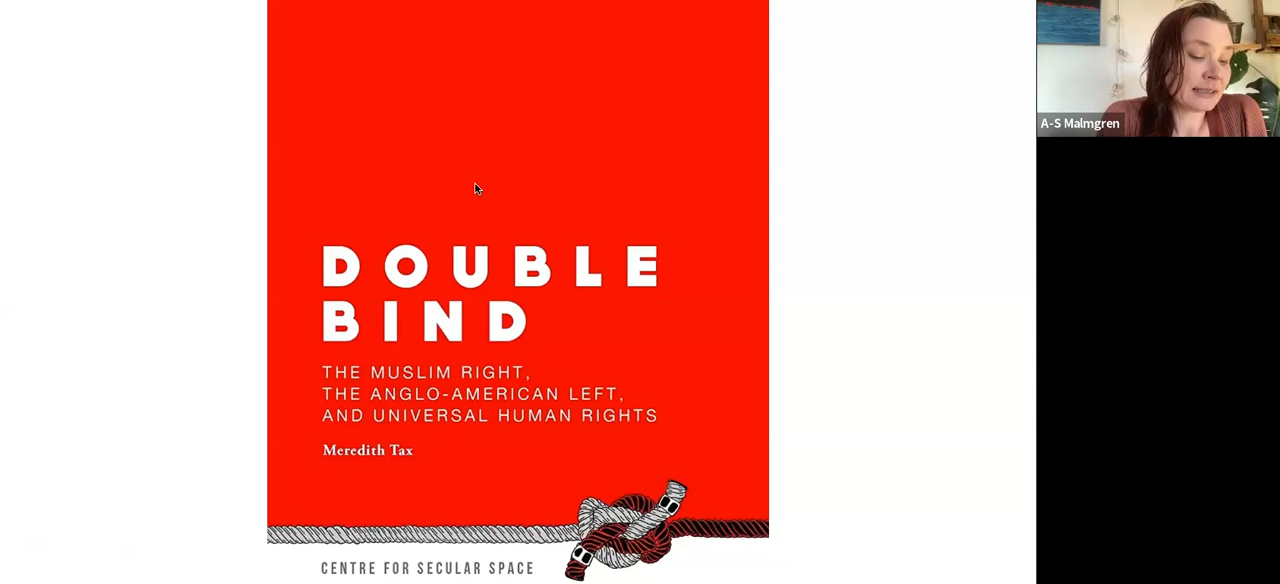 DOUBLE
BIND
THE MUSLIM RIGHT,
THE ANGLO-AMERICAN LEFT,
AND UNIVERSAL HUMAN RIGHTS
Meredith Tax
CENTRE FOR SECULAR SPACE
A-S Malmgren